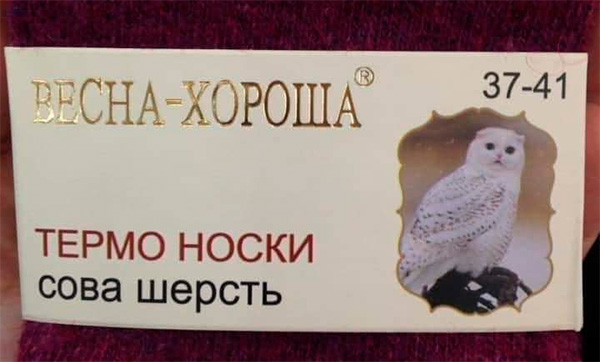 ВЕСНА-ХОРОША®
37-41
ТЕРМО НОСКИ
сова шерсть